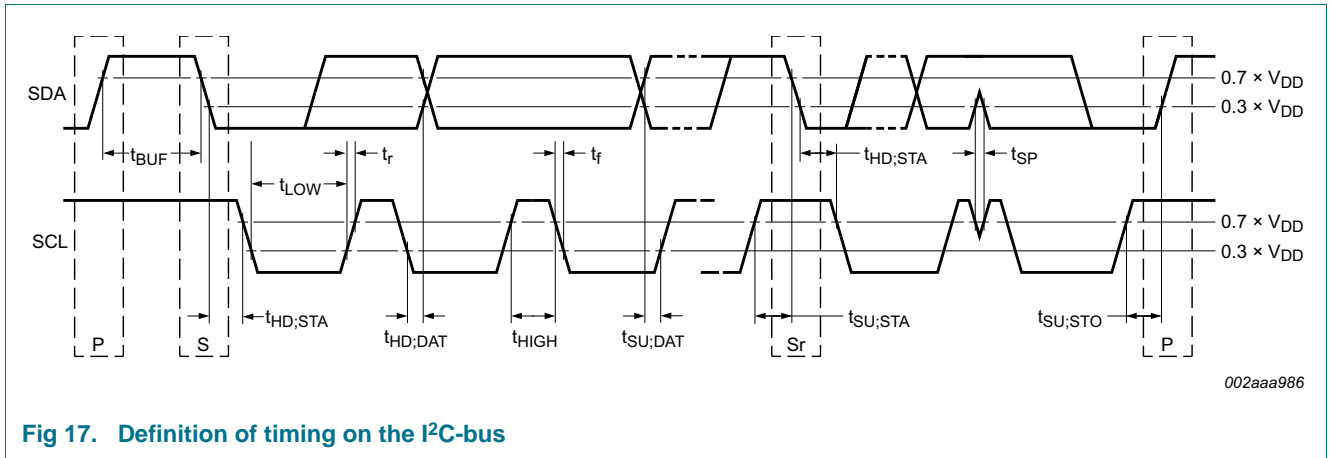 SDA
0.7 × VDD
0.3 × VDD
tBUF
tr
tf
tHD;STA
tSP
tLOW
SCL
0.7 × VDD
0.3 × VDD
tHD;STA
tHD;DAT
tHIGH
tSU;DAT
tSU;STA
tSU;STO
P
S
Sr
P
002aaa986
Fig 17. Definition of timing on the I²C-bus